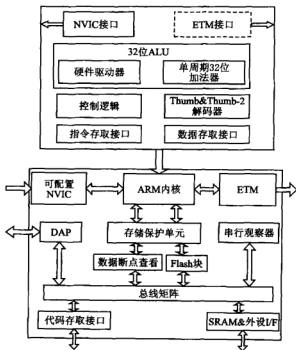 NVIC接口
ETM接口
32位ALU
硬件驱动器
单周期32位
加法器
控制逻辑
Thumb&Thumb-2
解码器
指令存取接口
数据存取接口
可配置
NVIC
ARM内核
ETM
DAP
存储保护单元
串行观察器
数据断点查看
Flash块
总线矩阵
代码存取接口
SRAM&外设I/F